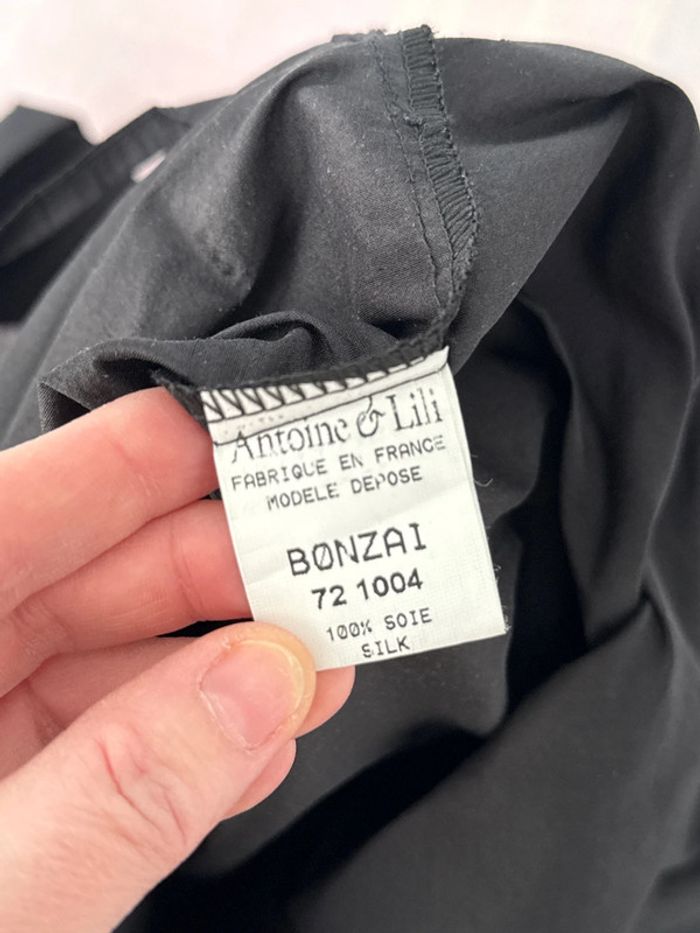 Antoine & Lili
FABRIQUE EN FRANCE
MODELE DEPOSE
BØNZAI
72 1004
100% SOIE
SILK